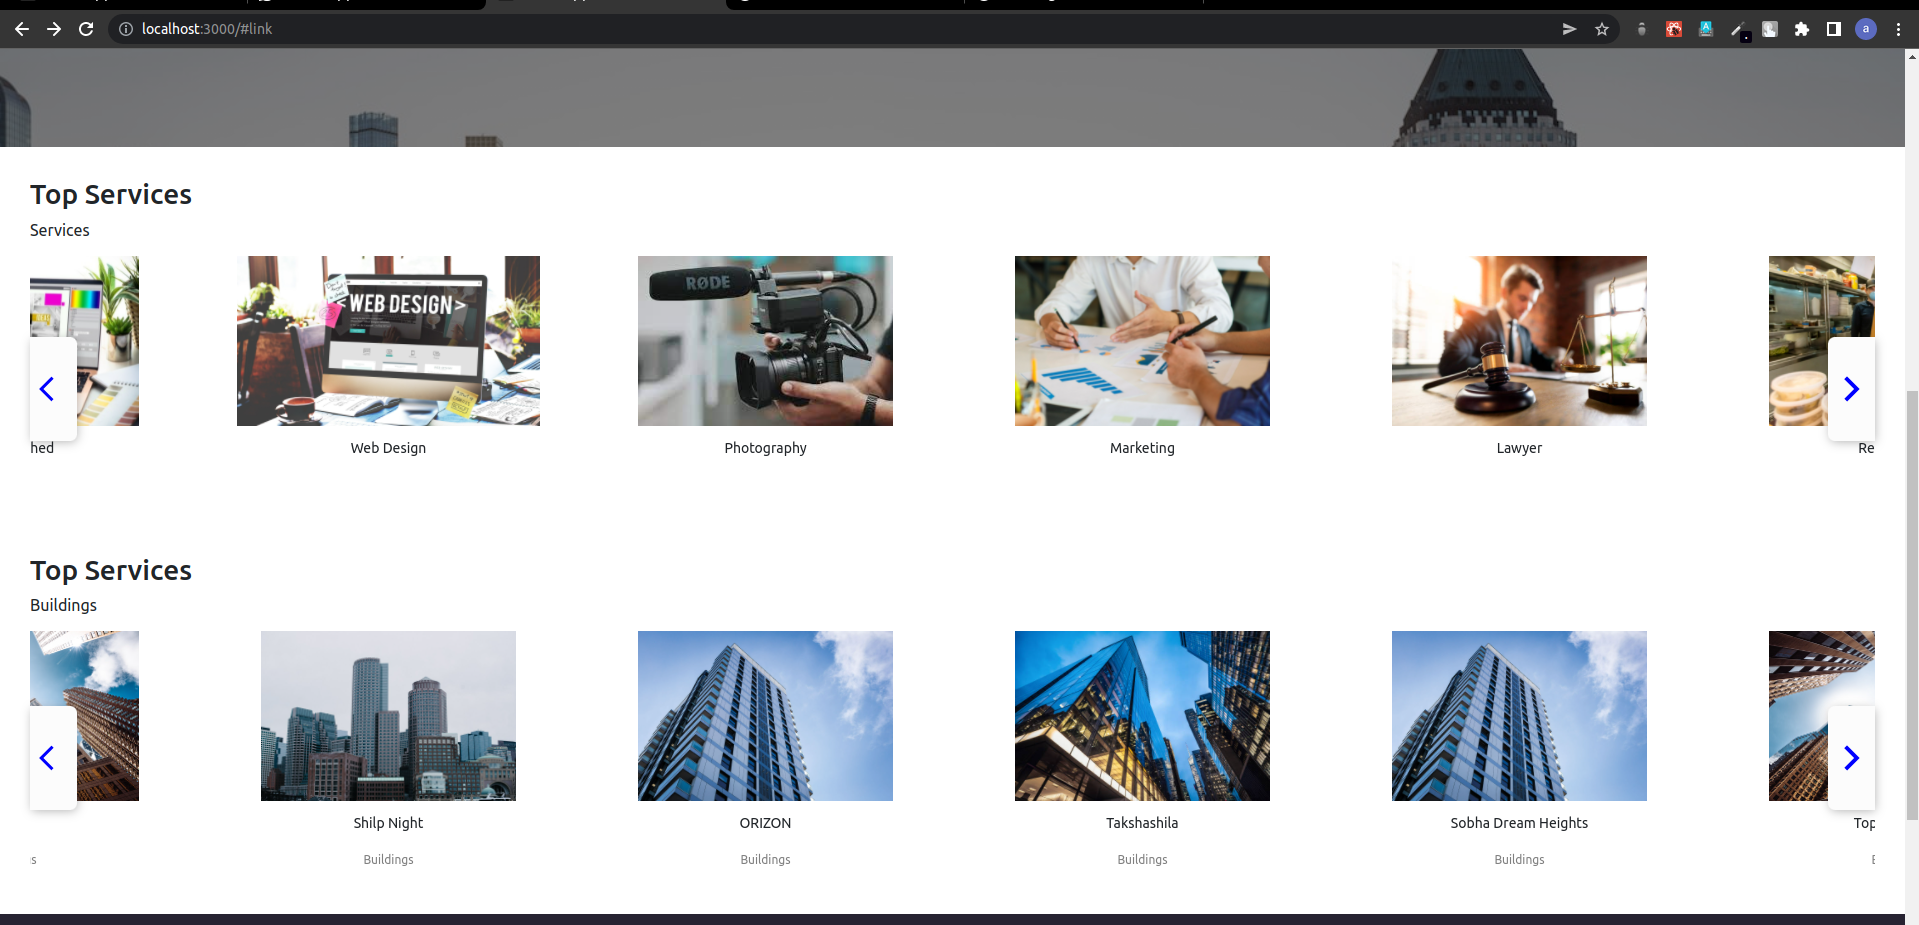 localhost:3000/#link
a
Top Services
Services
RØDE
<WEB DESIGN>
hed
Web Design
Photography
Marketing
Lawyer
Re
Top Services
Buildings
Shilp Night
ORIZON
Takshashila
Sobha Dream Heights
Top
s
Buildings
Buildings
Buildings
Buildings